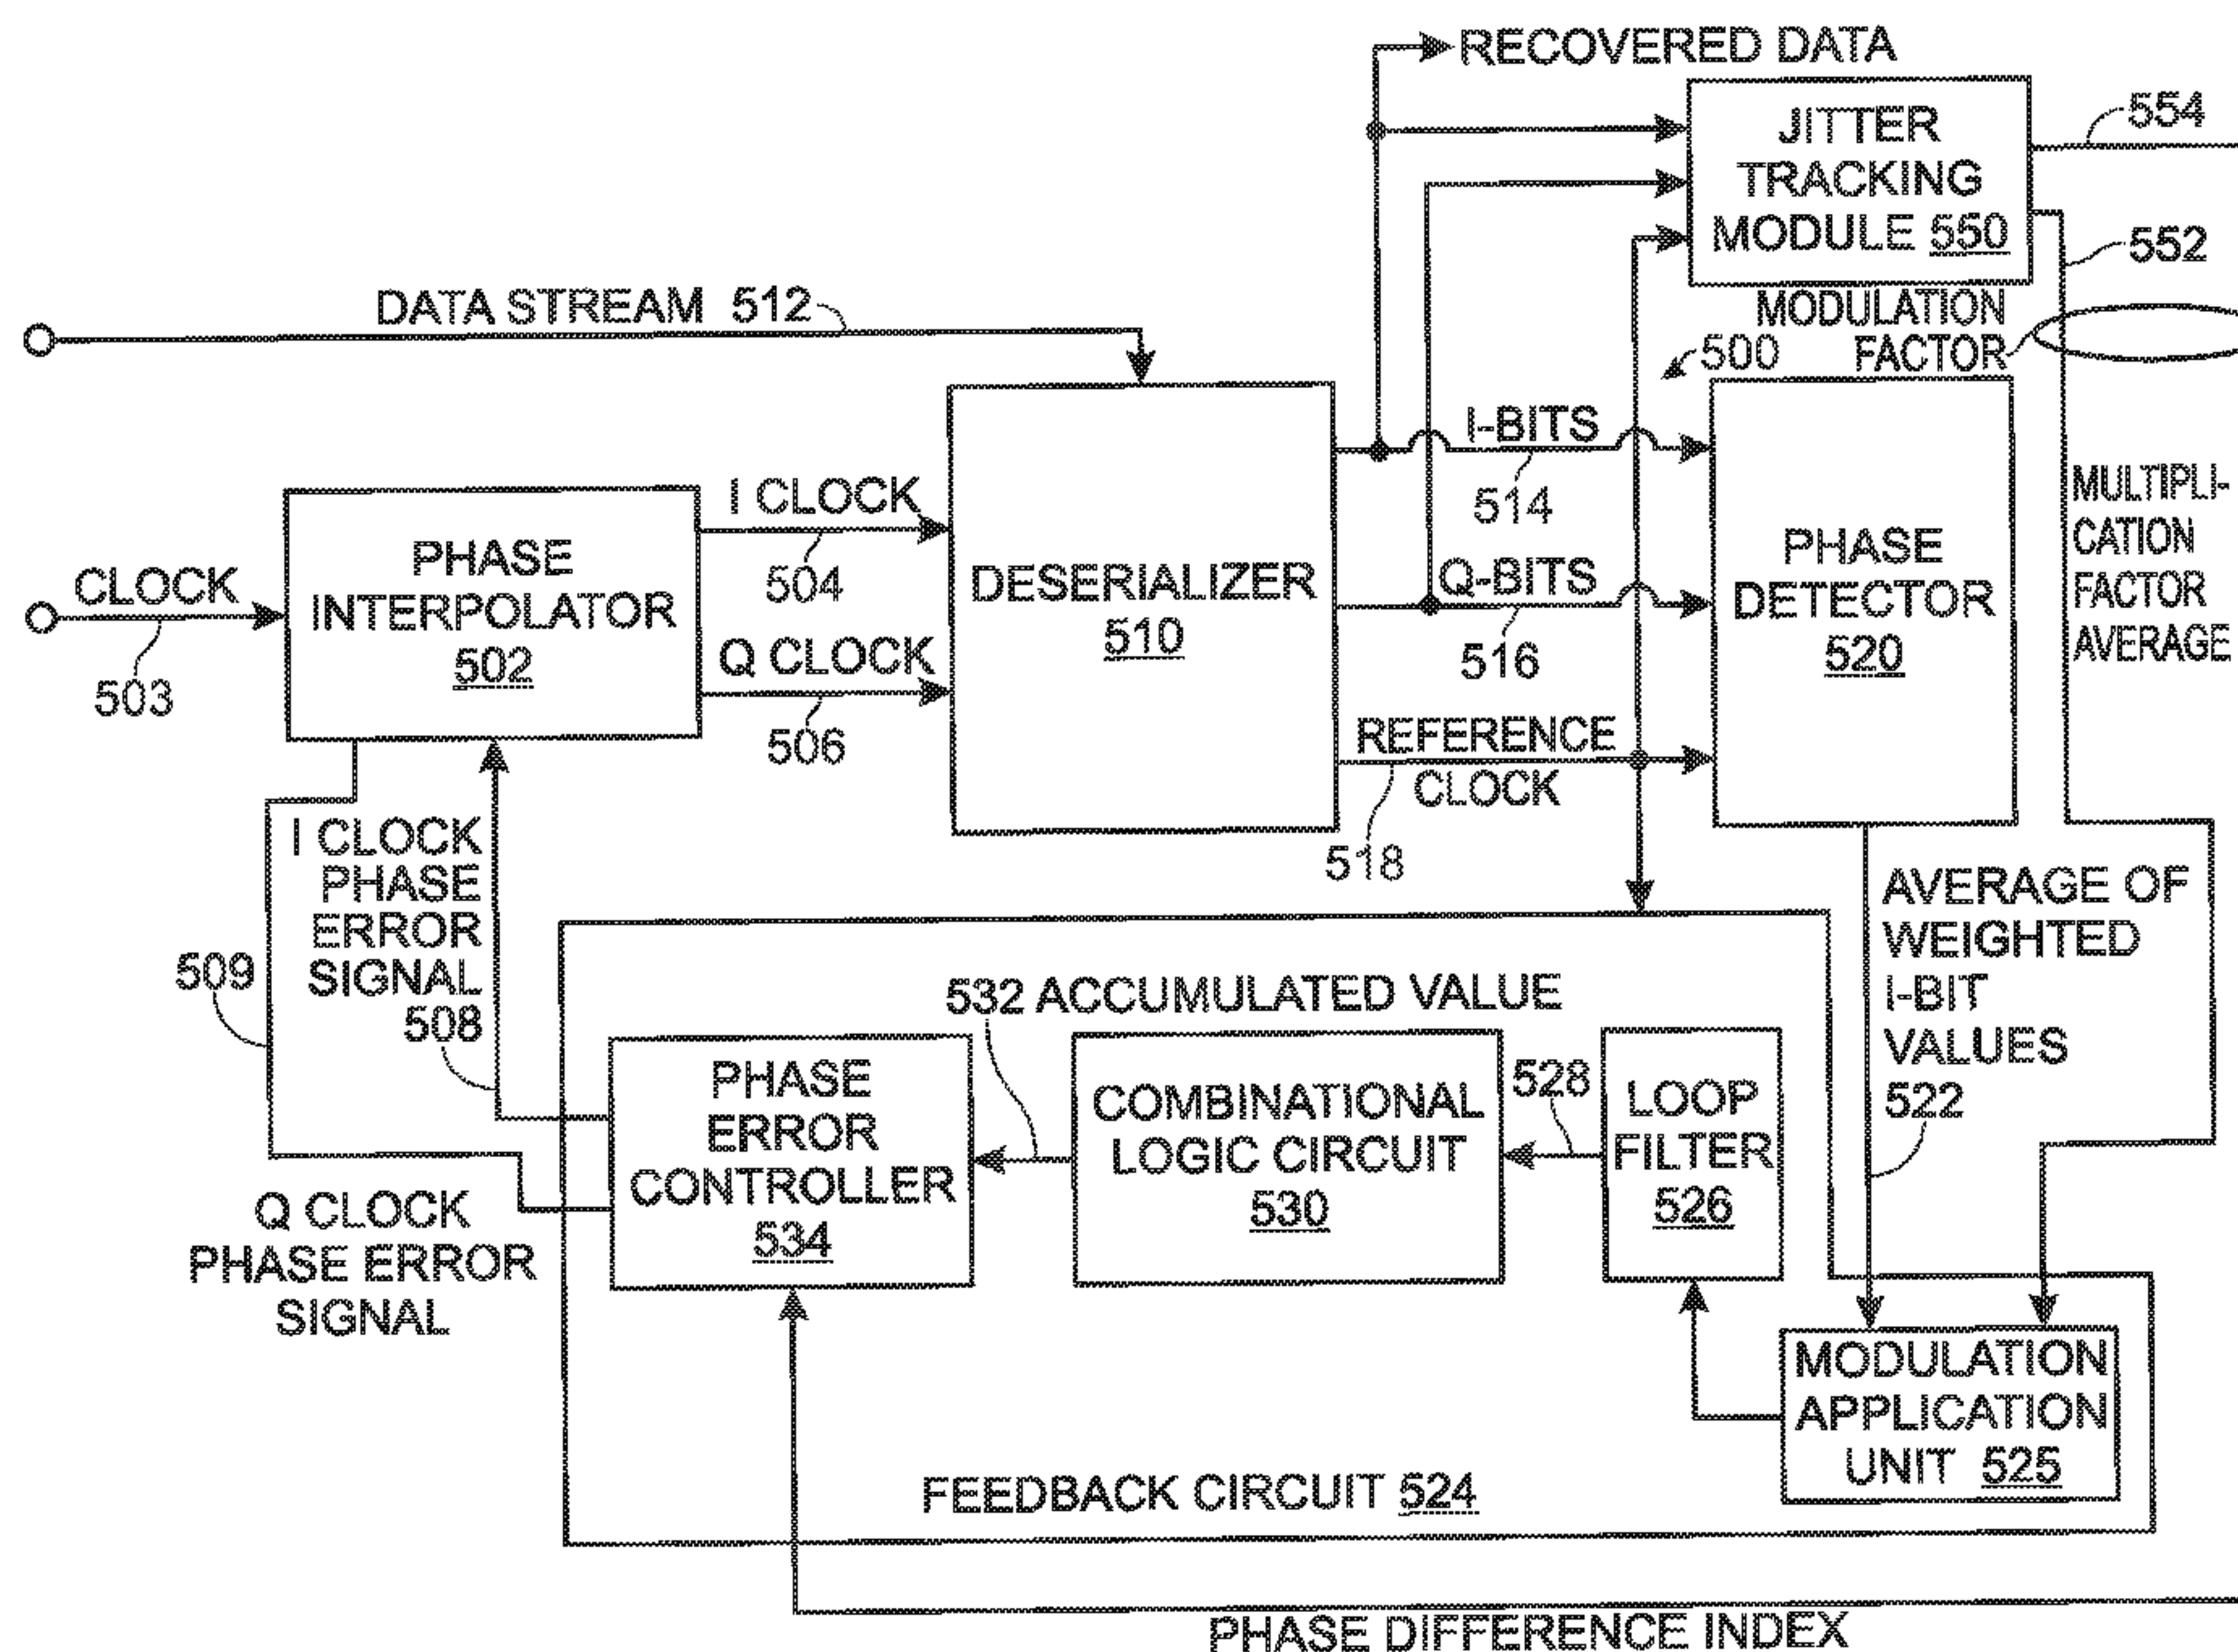 RECOVERED DATA
JITTER
TRACKING
MODULE 550
554
552
DATA STREAM 512
MODULATION
FACTOR
500
I-BITS
514
I CLOCK
504
PHASE
INTERPOLATOR
502
CLOCK
503
Q CLOCK
506
DESERIALIZER
510
Q-BITS
516
PHASE
DETECTOR
520
MULTIPLI-
CATION
FACTOR
AVERAGE
REFERENCE
CLOCK
518
I CLOCK
PHASE
ERROR
SIGNAL
508
509
AVERAGE OF
WEIGHTED
I-BIT
VALUES
522
532 ACCUMULATED VALUE
PHASE
ERROR
CONTROLLER
534
COMBINATIONAL
LOGIC CIRCUIT
530
528
LOOP
FILTER
526
Q CLOCK
PHASE ERROR
SIGNAL
MODULATION
APPLICATION
UNIT 525
FEEDBACK CIRCUIT 524
PHASE DIFFERENCE INDEX